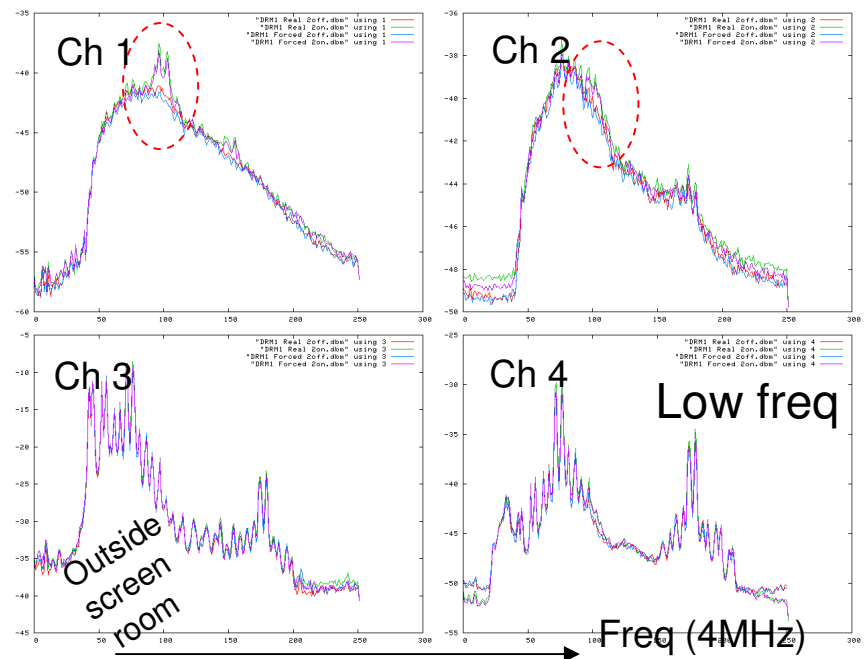 Ch 1
"DRM1 Real 2off.dbm" using 1
"DRM1 Real 2on.dbm" using 1
"DRM1 Forced 2off.dbm" using 1
"DRM1 Forced 2on.dbm" using 1
-35
-40
-45
-50
-55
-60
0 50 100 150 200 250 300
Ch 2
"DRM1 Real 2off.dbm" using 2
"DRM1 Real 2on.dbm" using 2
"DRM1 Forced 2off.dbm" using 2
"DRM1 Forced 2on.dbm" using 2
-36
-38
-40
-42
-44
-46
-48
-50
0 50 100 150 200 250 300
Ch 3
"DRM1 Real 2off.dbm" using 3
"DRM1 Real 2on.dbm" using 3
"DRM1 Forced 2off.dbm" using 3
"DRM1 Forced 2on.dbm" using 3
-5
-10
-15
-20
-25
-30
-35
-40
-45
0 50 100 150 200 250 300
Outside
screen
room
Ch 4
"DRM1 Real 2off.dbm" using 4
"DRM1 Real 2on.dbm" using 4
"DRM1 Forced 2off.dbm" using 4
"DRM1 Forced 2on.dbm" using 4
Low freq
-25
-30
-35
-40
-45
-50
-55
0 50 100 150 200 250 300
Freq (4MHz)